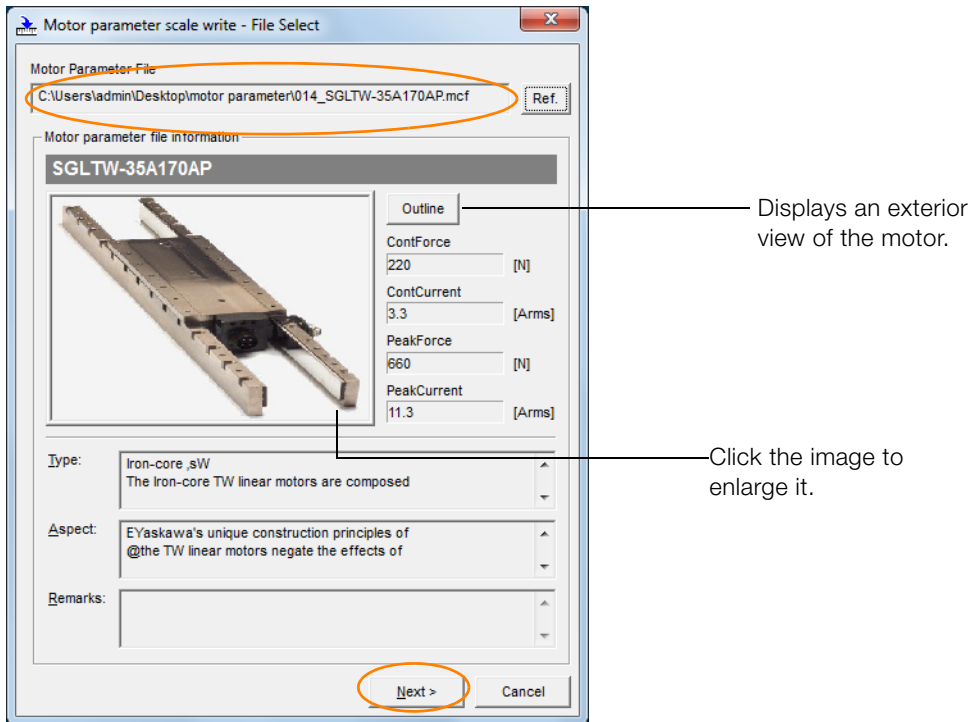 Motor parameter scale write - File Select
Motor Parameter File
C:\Users\admin\Desktop\motor parameter\014_SGLTW-35A170AP.mcf
Ref.
Motor parameter file information
SGLTW-35A170AP
Outline
Displays an exterior
view of the motor.
ContForce
220 [N]
ContCurrent
3.3 [Arms]
PeakForce
660 [N]
PeakCurrent
11.3 [Arms]
Click the image to
enlarge it.
Type:
Iron-core ,sW
The Iron-core TW linear motors are composed
Aspect:
EYaskawa's unique construction principles of
@the TW linear motors negate the effects of
Remarks:
Next >
Cancel